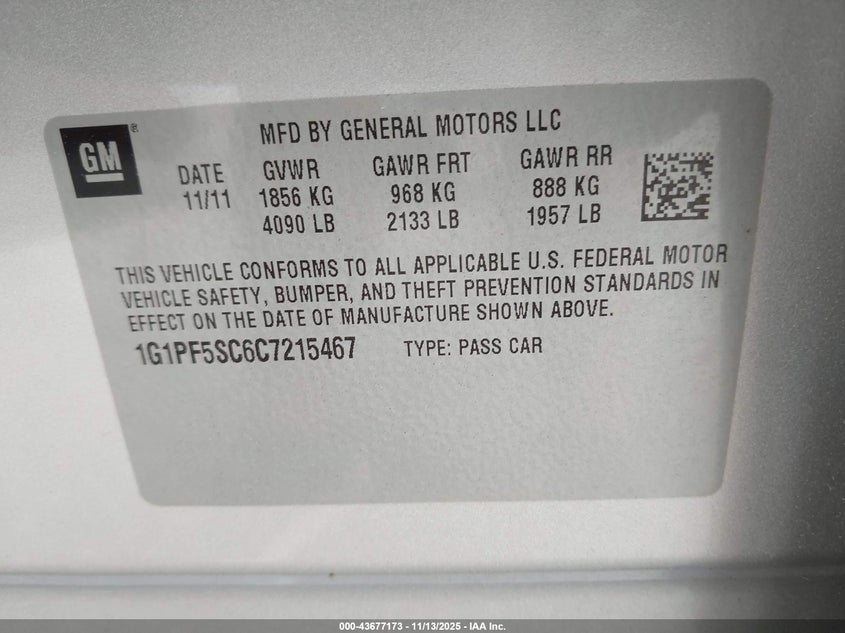 GM®
MFD BY GENERAL MOTORS LLC
DATE GVWR GAWR FRT GAWR RR
11/11 1856 KG 968 KG 888 KG
4090 LB 2133 LB 1957 LB
THIS VEHICLE CONFORMS TO ALL APPLICABLE U.S. FEDERAL MOTOR
VEHICLE SAFETY, BUMPER, AND THEFT PREVENTION STANDARDS IN
EFFECT ON THE DATE OF MANUFACTURE SHOWN ABOVE.
1G1PF5SC6C7215467 TYPE: PASS CAR
000-43677173 - 11/13/2025 - IAA Inc.